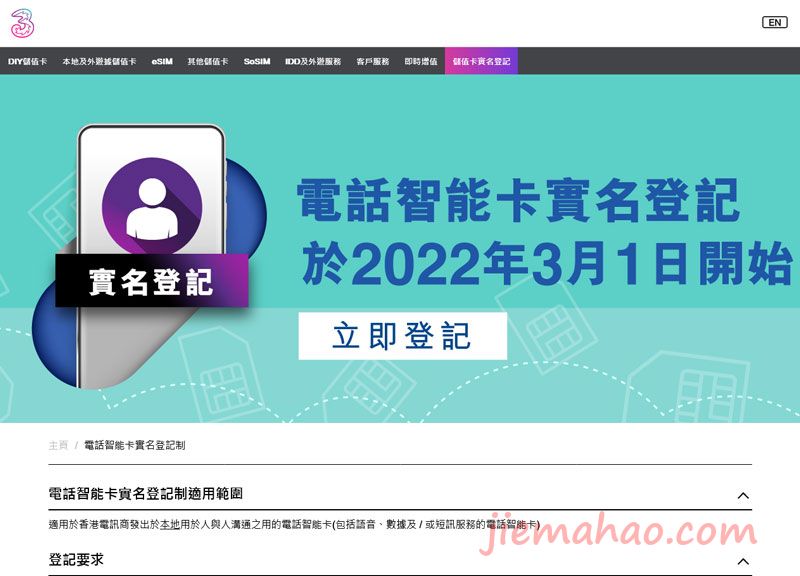 3
EN
DIY儲值卡 本地及外遊數據儲值卡 eSIM 其他儲值卡 SoSIM IDD及外遊服務 客戶服務 即時增值 儲值卡實名登記
電話智能卡實名登記
於2022年3月1日開始
實名登記
立即登記
主頁 / 電話智能卡實名登記制
電話智能卡實名登記制適用範圍
適用於香港電訊商發出於本地用於人與人溝通之用的電話智能卡(包括語音、數據及 / 或短訊服務的電話智能卡)
jiemahao.com
登記要求